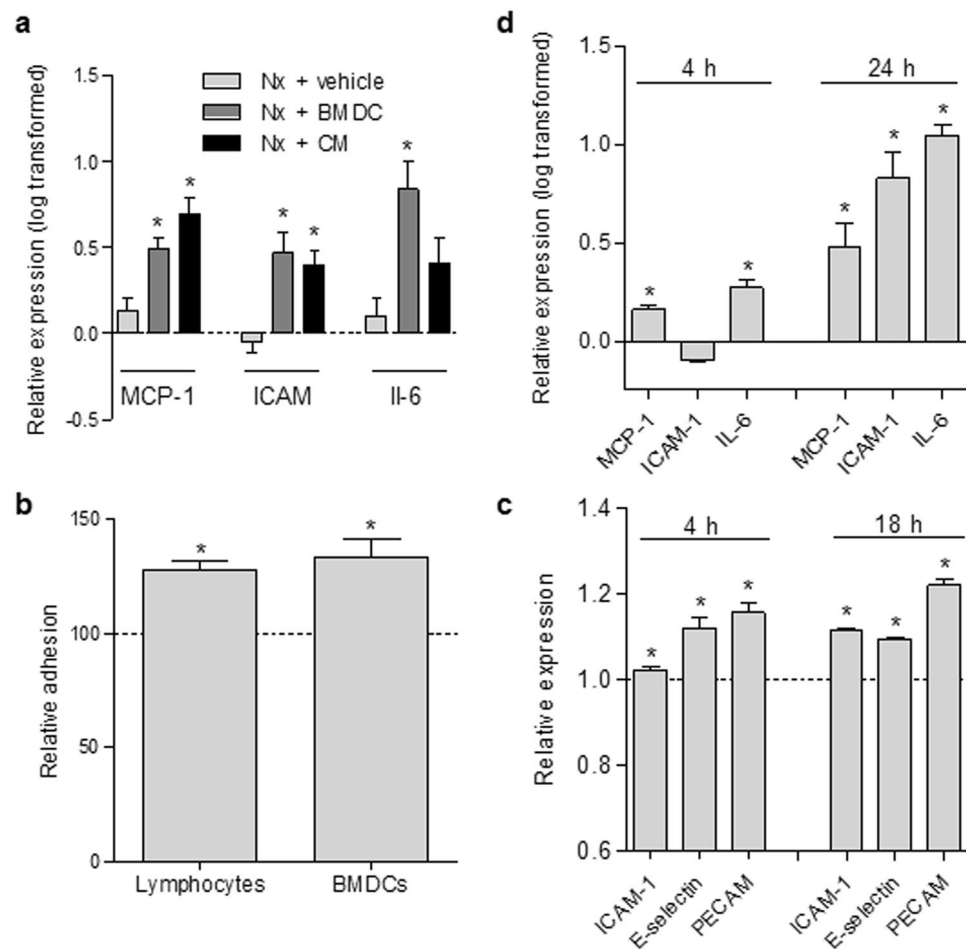 a
Relative expression (log transformed)
1.5
1.0
0.5
0.0
-0.5
Nx + vehicle
Nx + BMDC
Nx + CM
*
*
*
*
*
MCP-1 ICAM Il-6
d
Relative expression (log transformed)
1.5
1.0
0.5
0.0
4 h 24 h
*
*
*
*
*
MCP-1 ICAM-1 IL-6 MCP-1 ICAM-1 IL-6
b
Relative adhesion
150
100
50
0
*
*
Lymphocytes BMDCs
c
Relative expression
1.4
1.2
1.0
0.8
0.6
4 h 18 h
*
*
*
*
*
*
ICAM-1 E-selectin PECAM ICAM-1 E-selectin PECAM